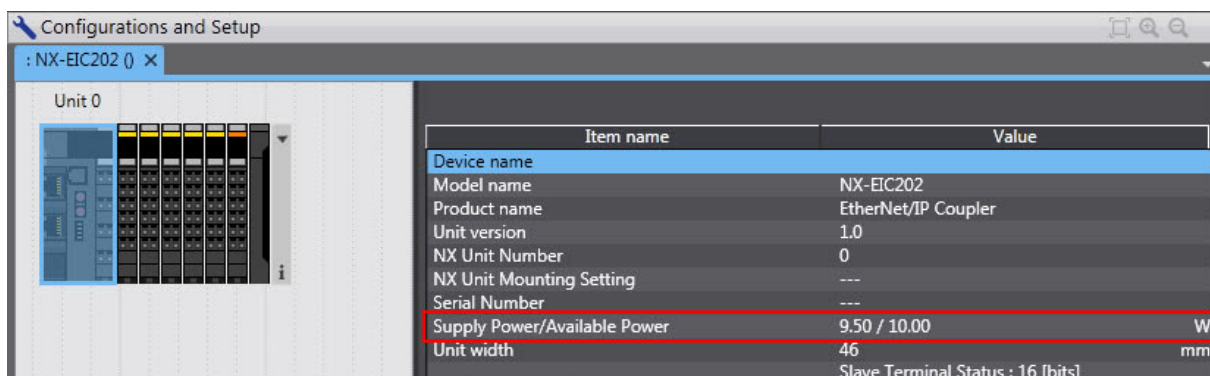 Configurations and Setup
: NX-EIC202 () ×
Unit 0
Item name Value
Device name
Model name NX-EIC202
Product name EtherNet/IP Coupler
Unit version 1.0
NX Unit Number 0
NX Unit Mounting Setting ---
Serial Number ---
Supply Power/Available Power 9.50 / 10.00 W
Unit width 46 mm
Slave Terminal Status : 16 [bits]
i